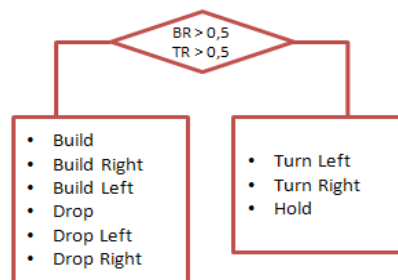 BR > 0,5
TR > 0,5
• Build
• Build Right
• Build Left
• Drop
• Drop Left
• Drop Right
• Turn Left
• Turn Right
• Hold